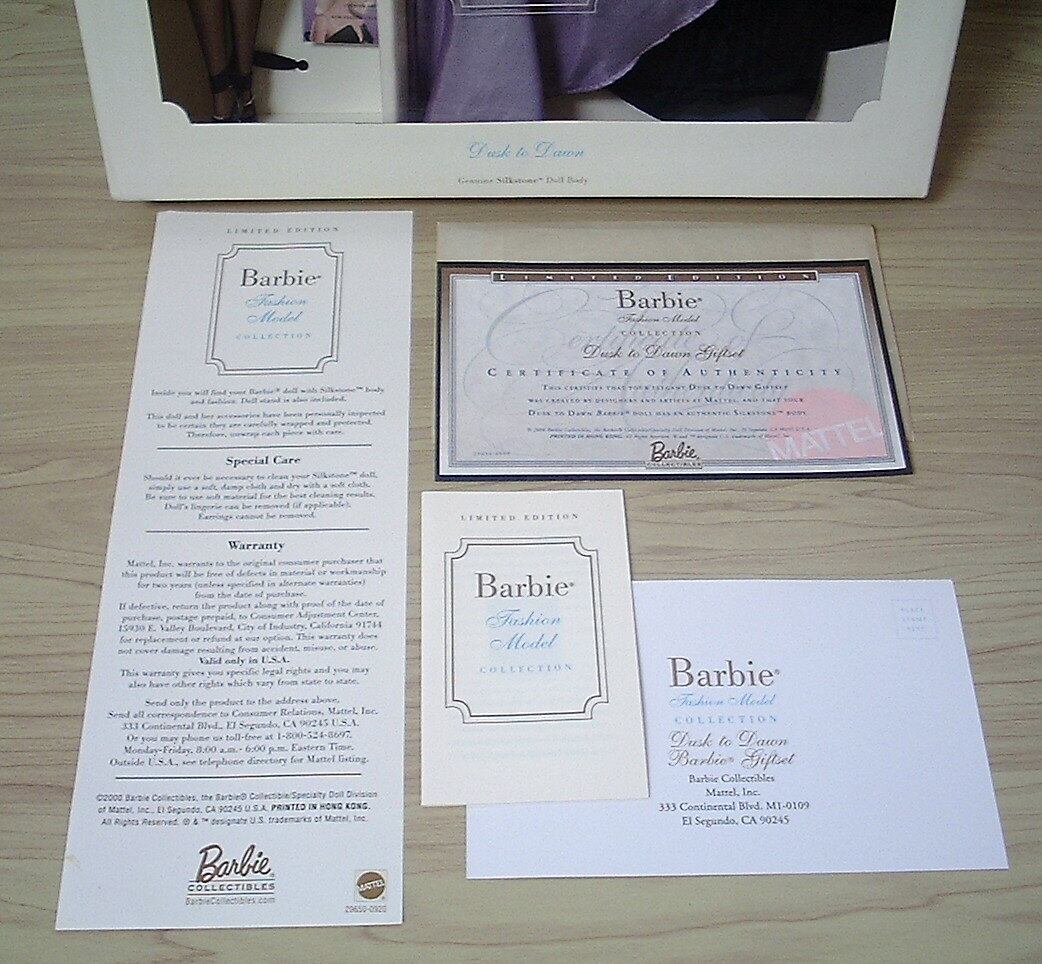 Dusk to Dawn
Genuine Silkstone™ Doll Body
LIMITED EDITION
Barbie®
Fashion
Model
COLLECTION
Inside you will find your Barbie® doll with Silkstone™ body
and fashion. Doll stand is also included.
This doll and her accessories have been personally inspected
to be certain they are carefully wrapped and protected.
Therefore, unwrap each piece with care.
Special Care
Should it ever be necessary to clean your Silkstone™ doll,
simply use a soft, damp cloth and dry with a soft cloth.
Be sure to use soft material for the best cleaning results.
Doll's lingerie can be removed (if applicable).
Earrings cannot be removed.
Warranty
Mattel, Inc. warrants to the original consumer purchaser that
this product will be free of defects in material or workmanship
for two years (unless specified in alternate warranties)
from the date of purchase.
If defective, return the product along with proof of the date of
purchase, postage prepaid, to Consumer Adjustment Center,
15930 E. Valley Boulevard, City of Industry, California 91744
for replacement or refund at our option. This warranty does
not cover damage resulting from accident, misuse, or abuse.
Valid only in U.S.A.
This warranty gives you specific legal rights and you may
also have other rights which vary from state to state.
Send only the product to the address above.
Send all correspondence to Consumer Relations, Mattel, Inc.
333 Continental Blvd., El Segundo, CA 90245 U.S.A.
Or you may phone us toll-free at 1-800-524-8697,
Monday-Friday, 8:00 a.m.- 6:00 p.m. Eastern Time.
Outside U.S.A., see telephone directory for Mattel listing.
©2000 Barbie Collectibles, the Barbie® Collectible/Specialty Doll Division
of Mattel, Inc., El Segundo, CA 90245 U.S.A. PRINTED IN HONG KONG.
All Rights Reserved. ® & ™ designate U.S. trademarks of Mattel, Inc.
Barbie®
COLLECTIBLES
BarbieCollectibles.com
MATTEL
29650-0920
LIMITED EDITION
Barbie®
Fashion Model
COLLECTION
Dusk to Dawn Giftset
CERTIFICATE OF AUTHENTICITY
THIS CERTIFIES THAT YOUR ELEGANT DUSK TO DAWN GIFTSET
WAS CREATED BY DESIGNERS AND ARTISTS AT MATTEL, AND THAT YOUR
DUSK TO DAWN BARBIE® DOLL HAS AN AUTHENTIC SILKSTONE™ BODY.
PRINTED IN HONG KONG. All Rights Reserved.
MATTEL
Barbie®
COLLECTIBLES
LIMITED EDITION
Barbie®
Fashion
Model
COLLECTION
PLACE
STAMP
HERE
Barbie®
Fashion Model
COLLECTION
Dusk to Dawn
Barbie® Giftset
Barbie Collectibles
Mattel, Inc.
333 Continental Blvd. M1-0109
El Segundo, CA 90245